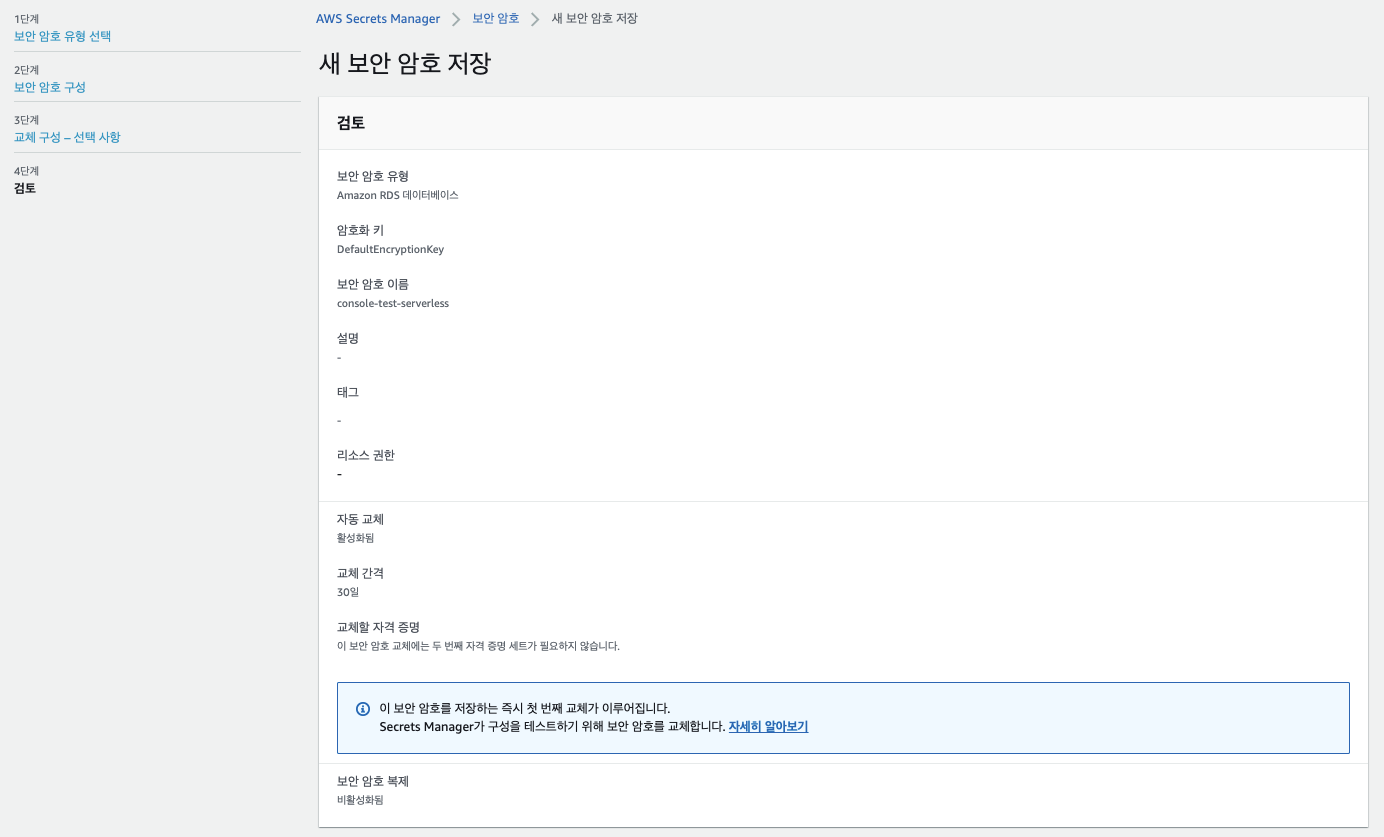 1단계
보안 암호 유형 선택
2단계
보안 암호 구성
3단계
교체 구성 – 선택 사항
4단계
검토
AWS Secrets Manager > 보안 암호 > 새 보안 암호 저장
새 보안 암호 저장
검토
보안 암호 유형
Amazon RDS 데이터베이스
암호화 키
DefaultEncryptionKey
보안 암호 이름
console-test-serverless
설명
-
태그
-
리소스 권한
-
자동 교체
활성화됨
교체 간격
30일
교체할 자격 증명
이 보안 암호 교체에는 두 번째 자격 증명 세트가 필요하지 않습니다.
이 보안 암호를 저장하는 즉시 첫 번째 교체가 이루어집니다.
Secrets Manager가 구성을 테스트하기 위해 보안 암호를 교체합니다. 자세히 알아보기
보안 암호 복제
비활성화됨